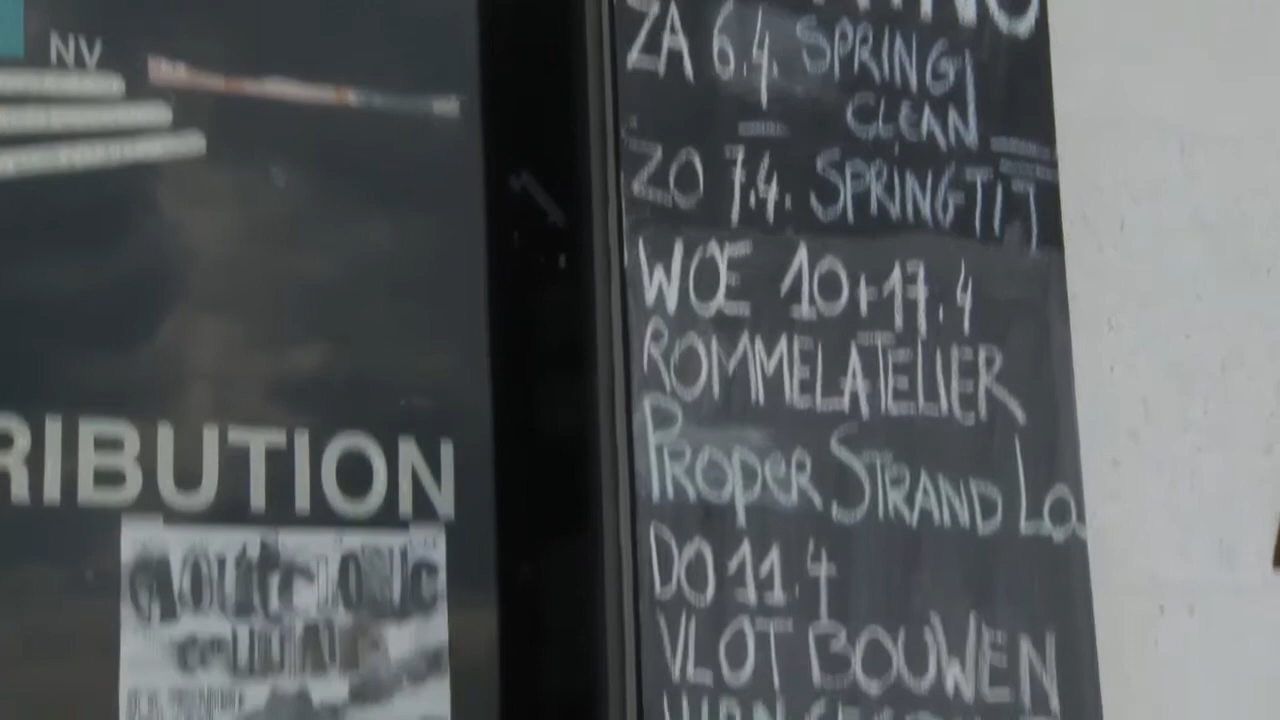 NV
RIBUTION
ZA 6.4. SPRING
CLEAN
ZO 7.4. SPRINGTIJ
WOE 10+17.4
ROMMELATELIER
PROPER STRAND LO
DO 11.4
VLOT BOUWEN